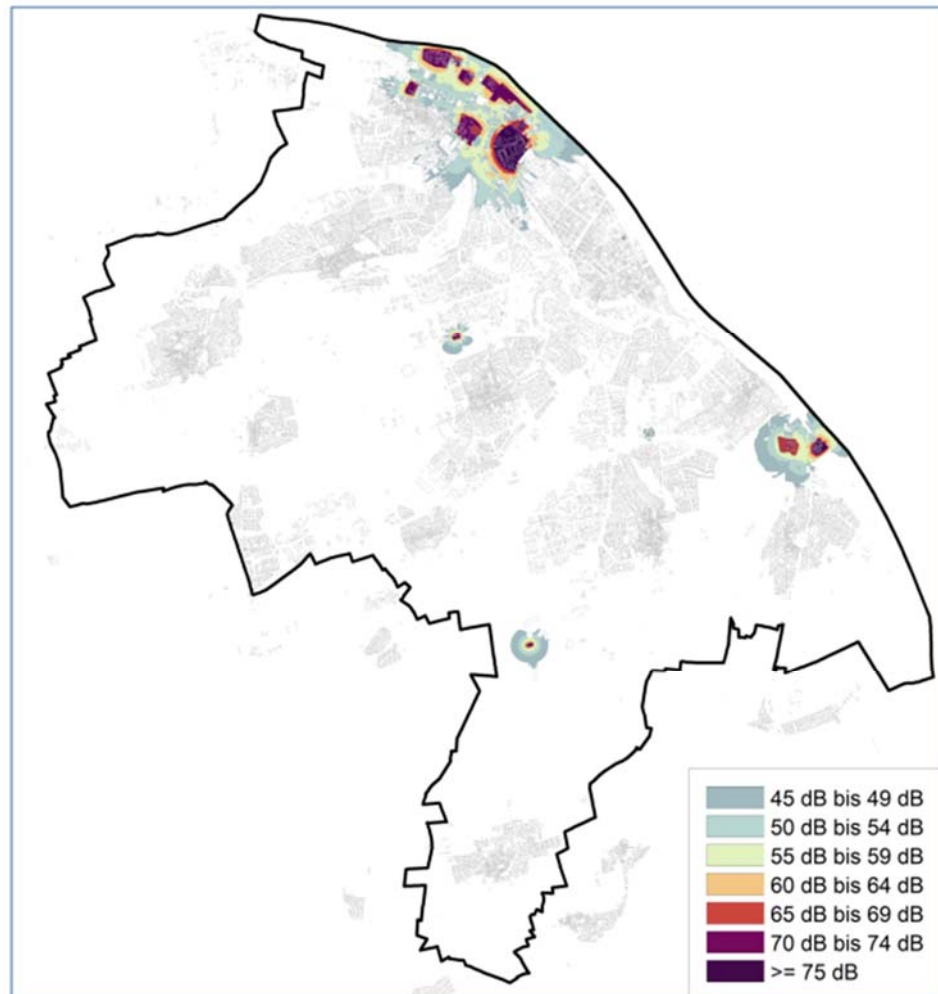 45 dB bis 49 dB
50 dB bis 54 dB
55 dB bis 59 dB
60 dB bis 64 dB
65 dB bis 69 dB
70 dB bis 74 dB
>= 75 dB